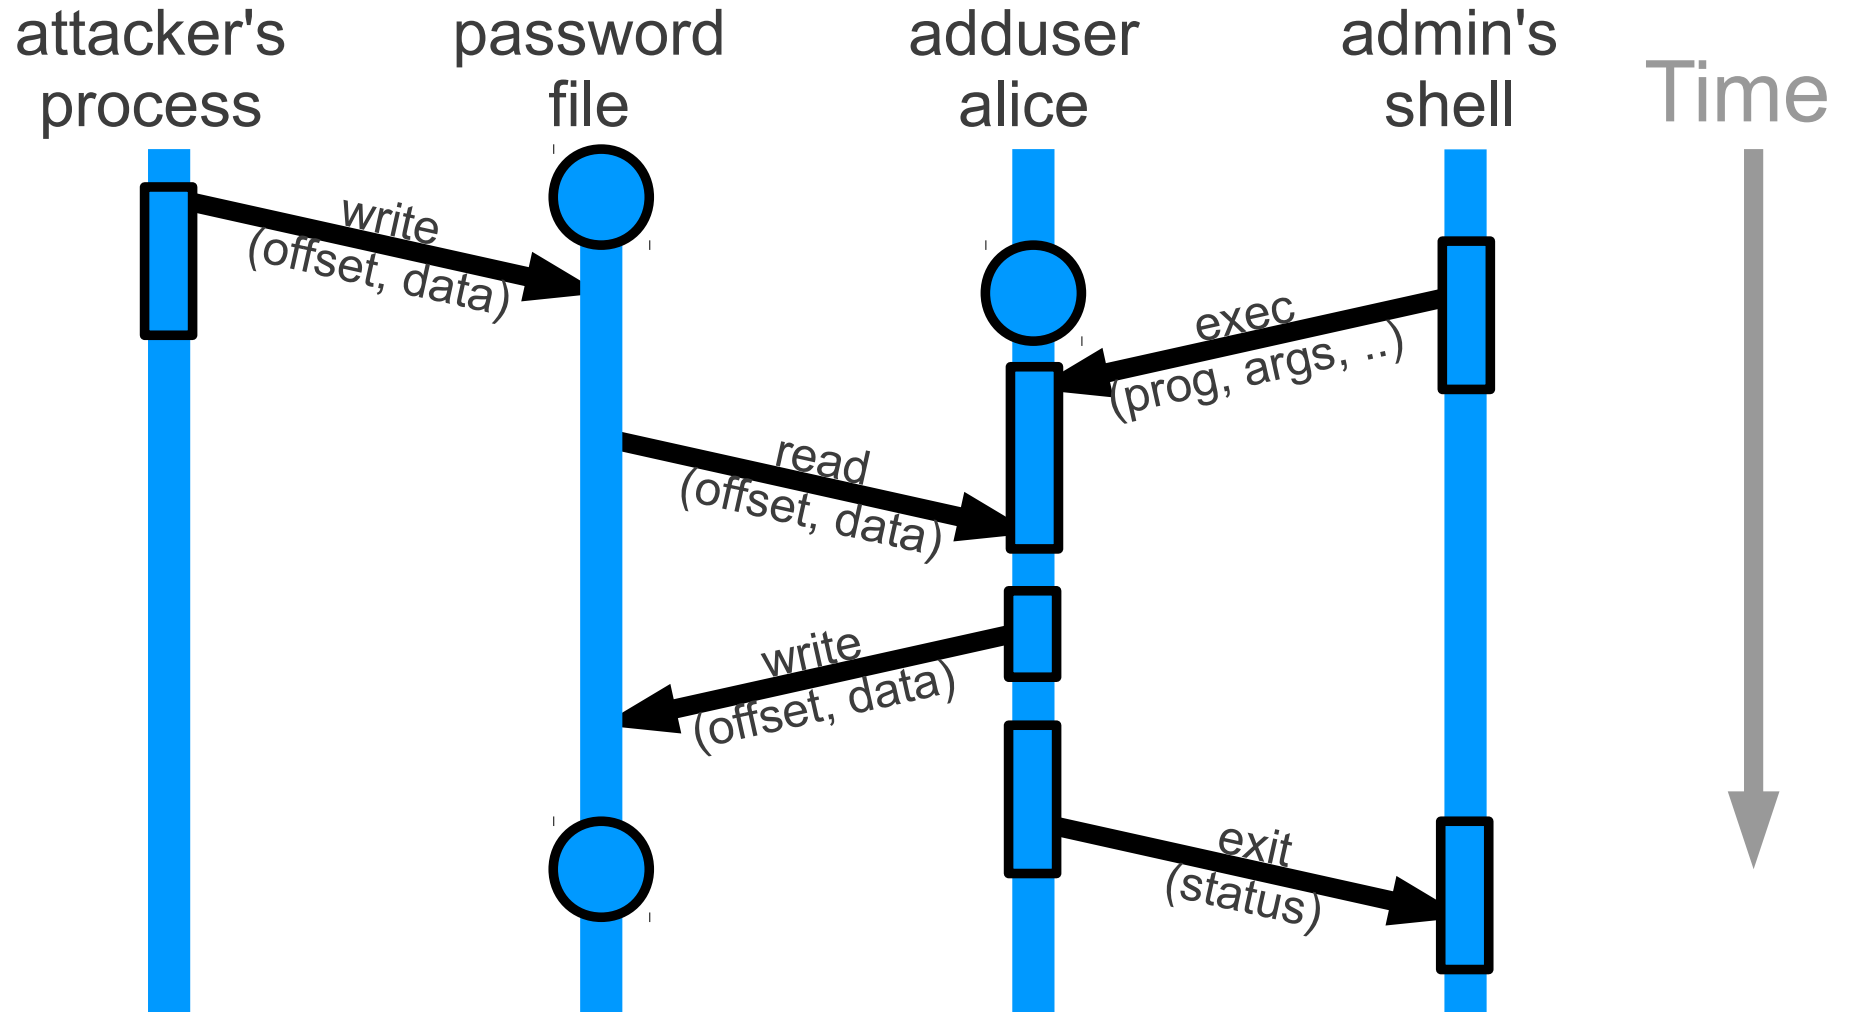 attacker's
process
password
file
adduser
alice
admin's
shell
Time
write
(offset, data)
exec
(prog, args, ..)
read
(offset, data)
write
(offset, data)
exit
(status)